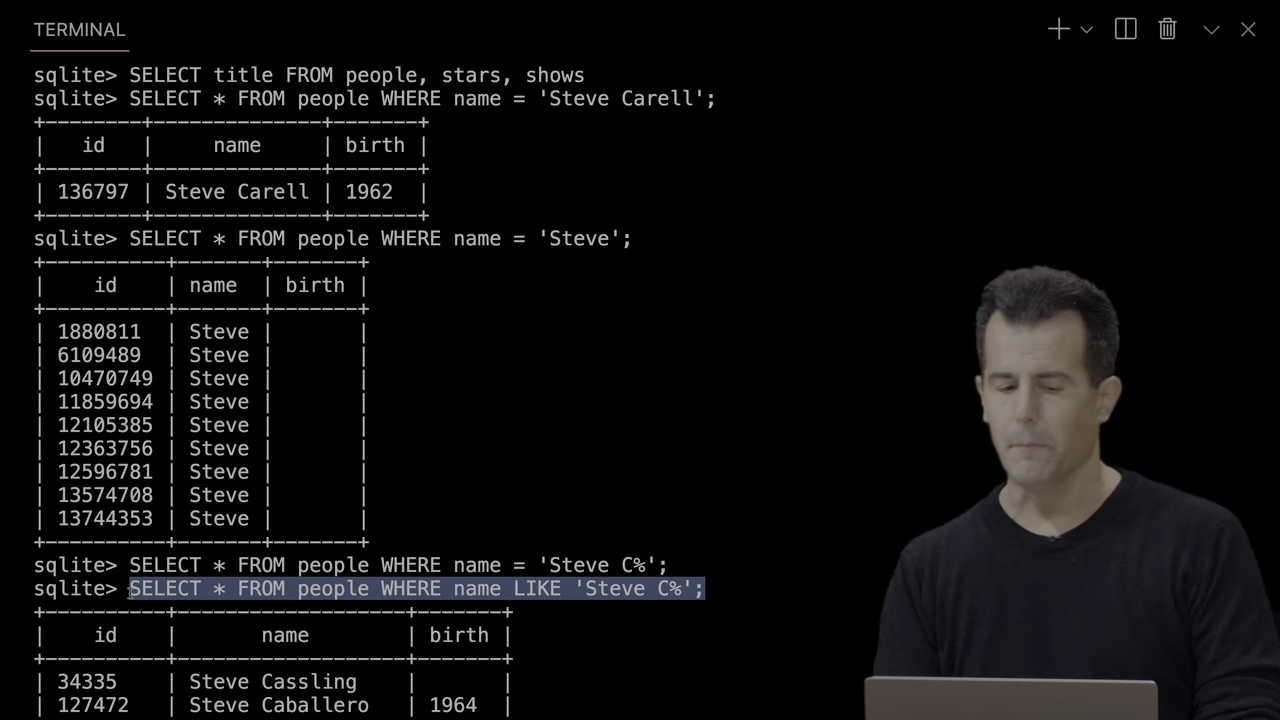 TERMINAL
sqlite> SELECT title FROM people, stars, shows
sqlite> SELECT * FROM people WHERE name = 'Steve Carell';
+--------+--------------+-------+
|   id   |     name     | birth |
+--------+--------------+-------+
| 136797 | Steve Carell | 1962  |
+--------+--------------+-------+
sqlite> SELECT * FROM people WHERE name = 'Steve';
+----------+-------+-------+
|    id    | name  | birth |
+----------+-------+-------+
| 1880811  | Steve |       |
| 6109489  | Steve |       |
| 10470749 | Steve |       |
| 11859694 | Steve |       |
| 12105385 | Steve |       |
| 12363756 | Steve |       |
| 12596781 | Steve |       |
| 13574708 | Steve |       |
| 13744353 | Steve |       |
+----------+-------+-------+
sqlite> SELECT * FROM people WHERE name = 'Steve C%';
sqlite> SELECT * FROM people WHERE name LIKE 'Steve C%';
+----------+-------------------+-------+
|    id    |       name        | birth |
+----------+-------------------+-------+
| 34335    | Steve Cassling    |       |
| 127472   | Steve Caballero   | 1964  |